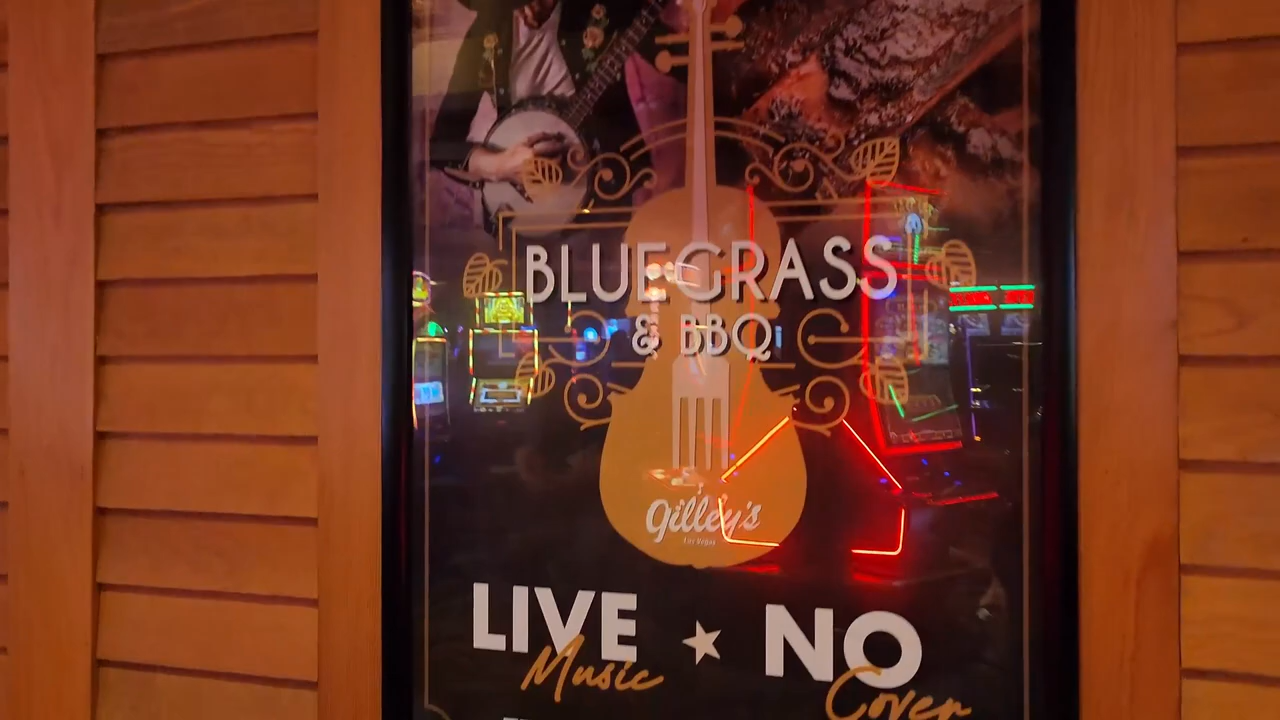 BLUEGRASS
& BBQ
Gilley's
Las Vegas
LIVE ★ NO
Music Cover